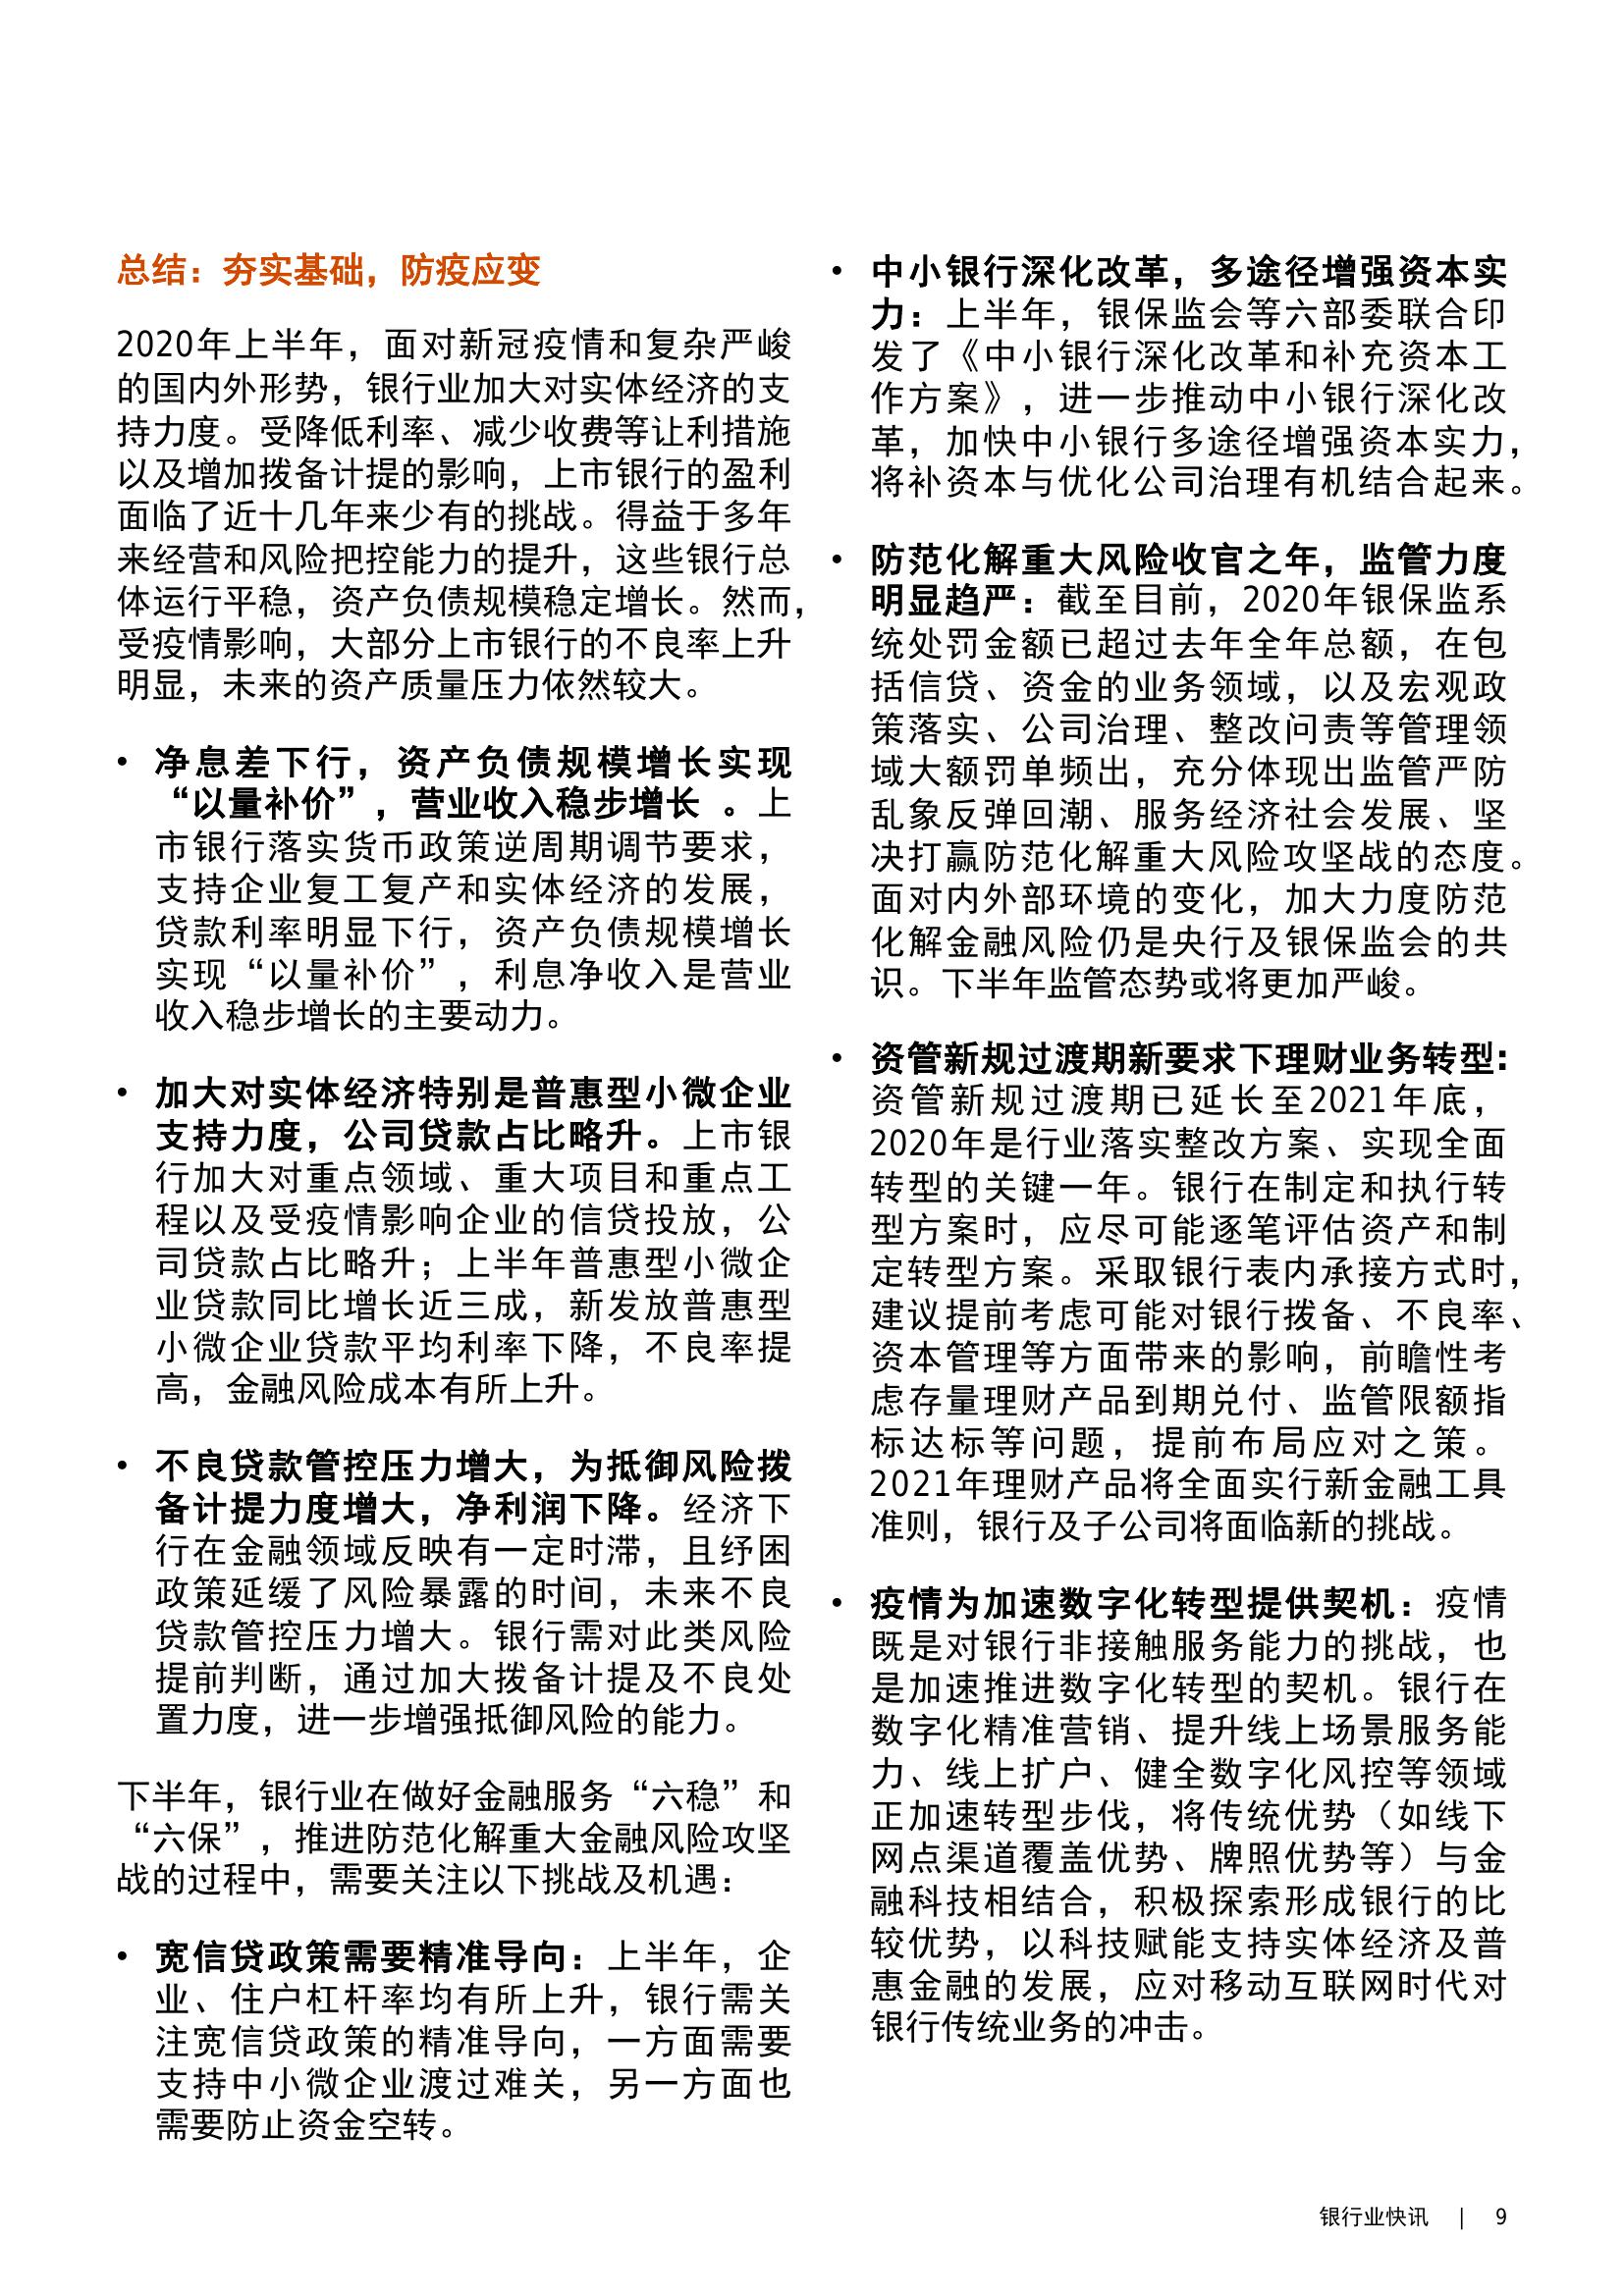 总结：夯实基础，防疫应变
2020年上半年，面对新冠疫情和复杂严峻
的国内外形势，银行业加大对实体经济的支
持力度。受降低利率、减少收费等让利措施
以及增加拨备计提的影响，上市银行的盈利
面临了近十几年来少有的挑战。得益于多年
来经营和风险把控能力的提升，这些银行总
体运行平稳，资产负债规模稳定增长。然而，
受疫情影响，大部分上市银行的不良率上升
明显，未来的资产质量压力依然较大。
• 净息差下行，资产负债规模增长实现
“以量补价”，营业收入稳步增长 。上
市银行落实货币政策逆周期调节要求，
支持企业复工复产和实体经济的发展，
贷款利率明显下行，资产负债规模增长
实现“以量补价”，利息净收入是营业
收入稳步增长的主要动力。
• 加大对实体经济特别是普惠型小微企业
支持力度，公司贷款占比略升。上市银
行加大对重点领域、重大项目和重点工
程以及受疫情影响企业的信贷投放，公
司贷款占比略升；上半年普惠型小微企
业贷款同比增长近三成，新发放普惠型
小微企业贷款平均利率下降，不良率提
高，金融风险成本有所上升。
• 不良贷款管控压力增大，为抵御风险拨
备计提力度增大，净利润下降。经济下
行在金融领域反映有一定时滞，且纾困
政策延缓了风险暴露的时间，未来不良
贷款管控压力增大。银行需对此类风险
提前判断，通过加大拨备计提及不良处
置力度，进一步增强抵御风险的能力。
下半年，银行业在做好金融服务“六稳”和
“六保”，推进防范化解重大金融风险攻坚
战的过程中，需要关注以下挑战及机遇：
• 宽信贷政策需要精准导向：上半年，企
业、住户杠杆率均有所上升，银行需关
注宽信贷政策的精准导向，一方面需要
支持中小微企业渡过难关，另一方面也
需要防止资金空转。
• 中小银行深化改革，多途径增强资本实
力：上半年，银保监会等六部委联合印
发了《中小银行深化改革和补充资本工
作方案》，进一步推动中小银行深化改
革，加快中小银行多途径增强资本实力，
将补资本与优化公司治理有机结合起来。
• 防范化解重大风险收官之年，监管力度
明显趋严：截至目前，2020年银保监系
统处罚金额已超过去年全年总额，在包
括信贷、资金的业务领域，以及宏观政
策落实、公司治理、整改问责等管理领
域大额罚单频出，充分体现出监管严防
乱象反弹回潮、服务经济社会发展、坚
决打赢防范化解重大风险攻坚战的态度。
面对内外部环境的变化，加大力度防范
化解金融风险仍是央行及银保监会的共
识。下半年监管态势或将更加严峻。
• 资管新规过渡期新要求下理财业务转型：
资管新规过渡期已延长至2021年底，
2020年是行业落实整改方案、实现全面
转型的关键一年。银行在制定和执行转
型方案时，应尽可能逐笔评估资产和制
定转型方案。采取银行表内承接方式时，
建议提前考虑可能对银行拨备、不良率、
资本管理等方面带来的影响，前瞻性考
虑存量理财产品到期兑付、监管限额指
标达标等问题，提前布局应对之策。
2021年理财产品将全面实行新金融工具
准则，银行及子公司将面临新的挑战。
• 疫情为加速数字化转型提供契机：疫情
既是对银行非接触服务能力的挑战，也
是加速推进数字化转型的契机。银行在
数字化精准营销、提升线上场景服务能
力、线上扩户、健全数字化风控等领域
正加速转型步伐，将传统优势（如线下
网点渠道覆盖优势、牌照优势等）与金
融科技相结合，积极探索形成银行的比
较优势，以科技赋能支持实体经济及普
惠金融的发展，应对移动互联网时代对
银行传统业务的冲击。
银行业快讯 | 9